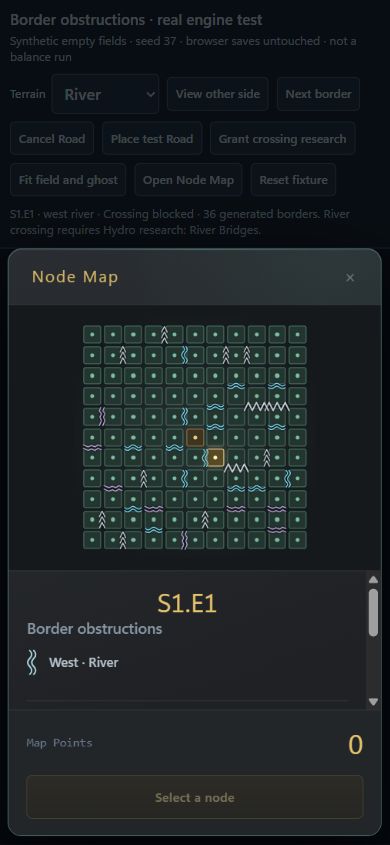 Border obstructions · real engine test
Synthetic empty fields · seed 37 · browser saves untouched · not a
balance run
Terrain River View other side Next border
Cancel Road Place test Road Grant crossing research
Fit field and ghost Open Node Map Reset fixture
S1.E1 · west river · Crossing blocked · 36 generated borders. River
crossing requires Hydro research: River Bridges.
Node Map ×
S1.E1
Border obstructions
West · River
Map Points 0
Select a node